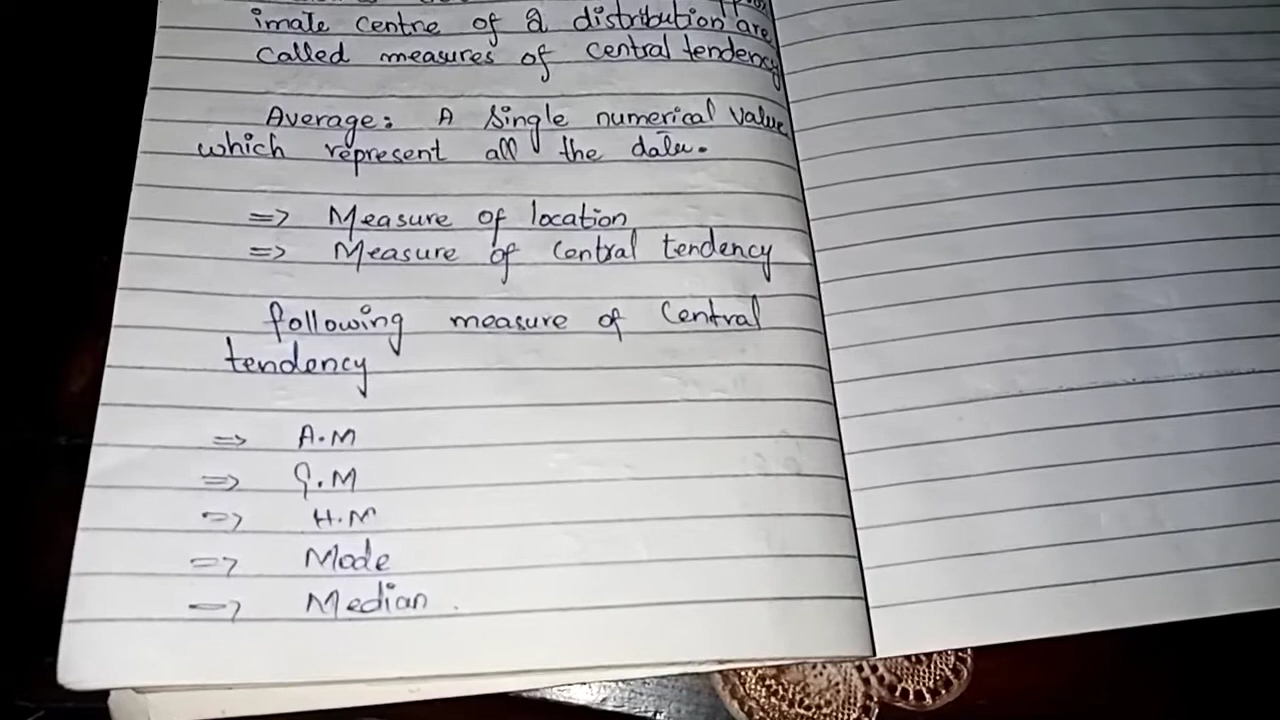 imate centre of a distribution are
called measures of central tendency
Average: A single numerical value
which represent all the data.
=> Measure of location
=> Measure of central tendency
following measure of central
tendency
=> A.M
=> G.M
=> H.M
=> Mode
=> Median.